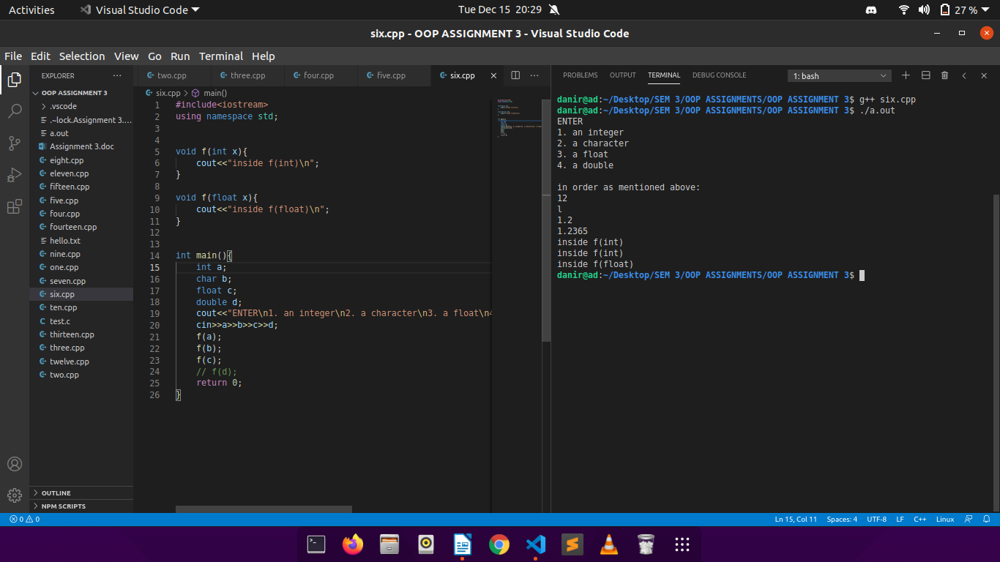 Activities
Visual Studio Code
Tue Dec 15 20:29
27 %
six.cpp - OOP ASSIGNMENT 3 - Visual Studio Code
File Edit Selection View Go Run Terminal Help
EXPLORER
OOP ASSIGNMENT 3
.vscode
.~lock.Assignment 3....
a.out
Assignment 3.doc
eight.cpp
eleven.cpp
fifteen.cpp
five.cpp
four.cpp
fourteen.cpp
hello.txt
nine.cpp
one.cpp
seven.cpp
six.cpp
ten.cpp
test.c
thirteen.cpp
three.cpp
twelve.cpp
two.cpp
OUTLINE
NPM SCRIPTS
two.cpp three.cpp four.cpp five.cpp six.cpp
six.cpp > main()
1 #include<iostream>
2 using namespace std;
3
4
5 void f(int x){
6 cout<<"inside f(int)\n";
7 }
8
9 void f(float x){
10 cout<<"inside f(float)\n";
11 }
12
13
14 int main(){
15 int a;
16 char b;
17 float c;
18 double d;
19 cout<<"ENTER\n1. an integer\n2. a character\n3. a float\n4
20 cin>>a>>b>>c>>d;
21 f(a);
22 f(b);
23 f(c);
24 // f(d);
25 return 0;
26 }
PROBLEMS OUTPUT TERMINAL DEBUG CONSOLE
1: bash
danir@ad:~/Desktop/SEM 3/OOP ASSIGNMENTS/OOP ASSIGNMENT 3$ g++ six.cpp
danir@ad:~/Desktop/SEM 3/OOP ASSIGNMENTS/OOP ASSIGNMENT 3$ ./a.out
ENTER
1. an integer
2. a character
3. a float
4. a double
in order as mentioned above:
12
l
1.2
1.2365
inside f(int)
inside f(int)
inside f(float)
danir@ad:~/Desktop/SEM 3/OOP ASSIGNMENTS/OOP ASSIGNMENT 3$
0 0
Ln 15, Col 11 Spaces: 4 UTF-8 LF C++ Linux